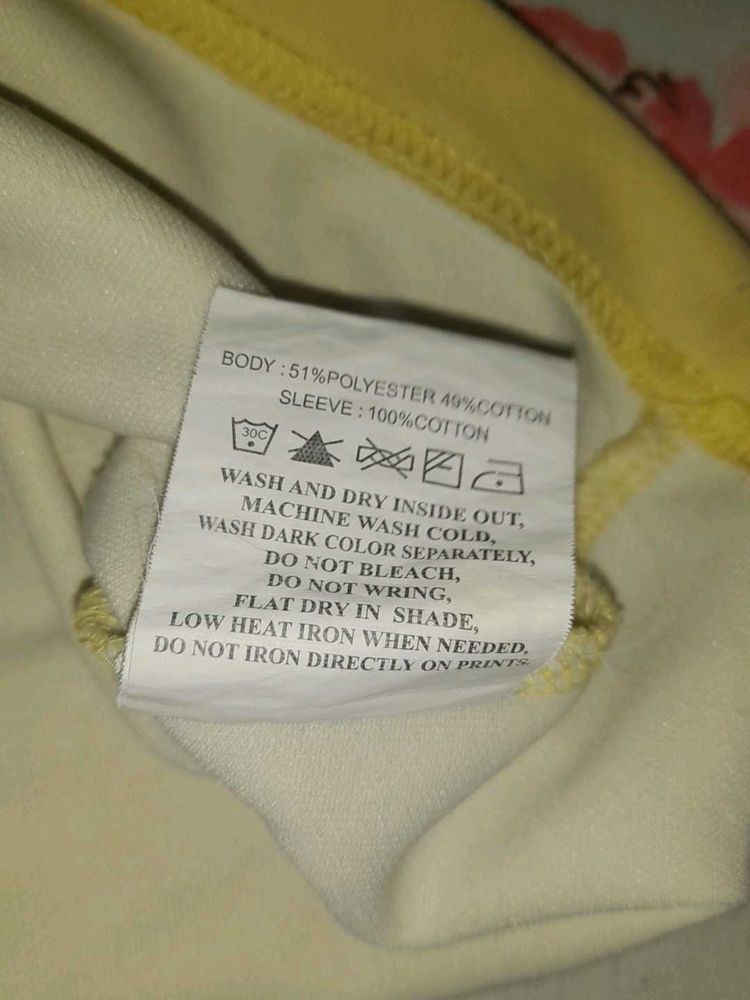 BODY : 51%POLYESTER 49%COTTON
SLEEVE : 100%COTTON
30C
WASH AND DRY INSIDE OUT,
MACHINE WASH COLD,
WASH DARK COLOR SEPARATELY,
DO NOT BLEACH,
DO NOT WRING,
FLAT DRY IN SHADE,
LOW HEAT IRON WHEN NEEDED,
DO NOT IRON DIRECTLY ON PRINTS.